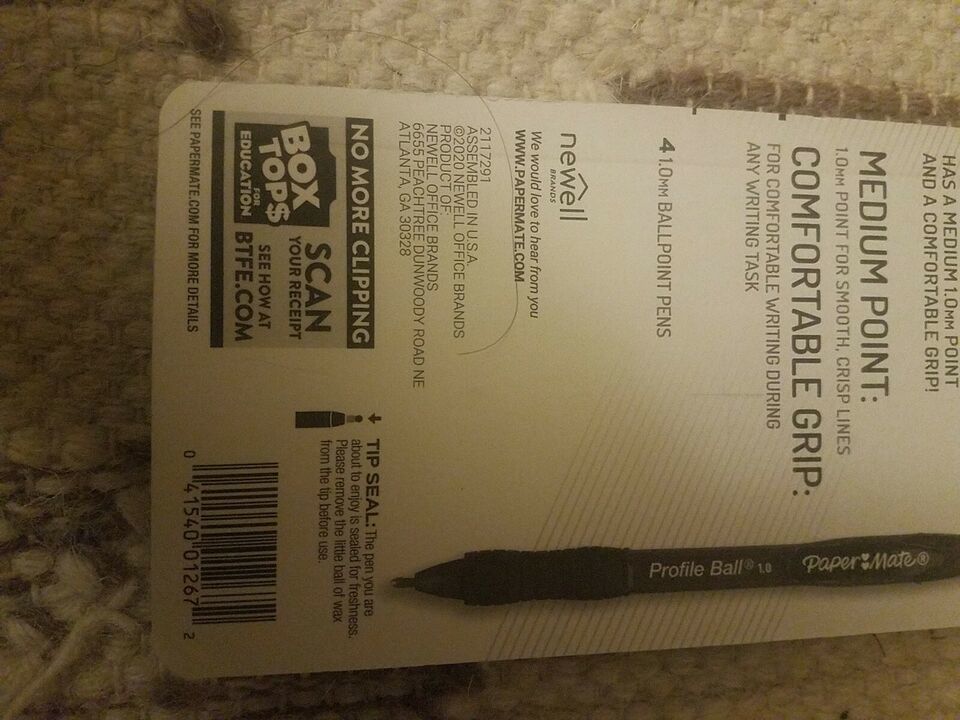 HAS A MEDIUM 1.0MM POINT
AND A COMFORTABLE GRIP!
MEDIUM POINT:
1.0MM POINT FOR SMOOTH, CRISP LINES
COMFORTABLE GRIP:
FOR COMFORTABLE WRITING DURING
ANY WRITING TASK
Profile Ball® 1.0
Paper Mate®
4 1.0MM BALLPOINT PENS
newell
BRANDS
We would love to hear from you
WWW.PAPERMATE.COM
2117291
ASSEMBLED IN U.S.A.
©2020 NEWELL OFFICE BRANDS
PRODUCT OF:
NEWELL OFFICE BRANDS
6655 PEACHTREE DUNWOODY ROAD NE
ATLANTA, GA 30328
NO MORE CLIPPING
BOX
TOPS
FOR
EDUCATION
SCAN
YOUR RECEIPT
SEE HOW AT
BTFE.COM
SEE PAPERMATE.COM FOR MORE DETAILS
TIP SEAL: The pen you are
about to enjoy is sealed for freshness.
Please remove the little ball of wax
from the tip before use.
0 41540 01267 2